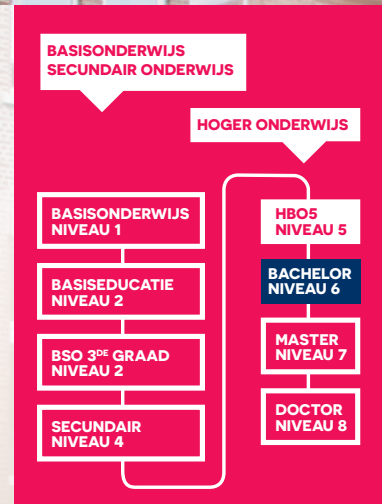 BASISONDERWIJS
SECUNDAIR ONDERWIJS
HOGER ONDERWIJS
BASISONDERWIJS
NIVEAU 1
BASISEDUCATIE
NIVEAU 2
BSO 3DE GRAAD
NIVEAU 2
SECUNDAIR
NIVEAU 4
HBO5
NIVEAU 5
BACHELOR
NIVEAU 6
MASTER
NIVEAU 7
DOCTOR
NIVEAU 8